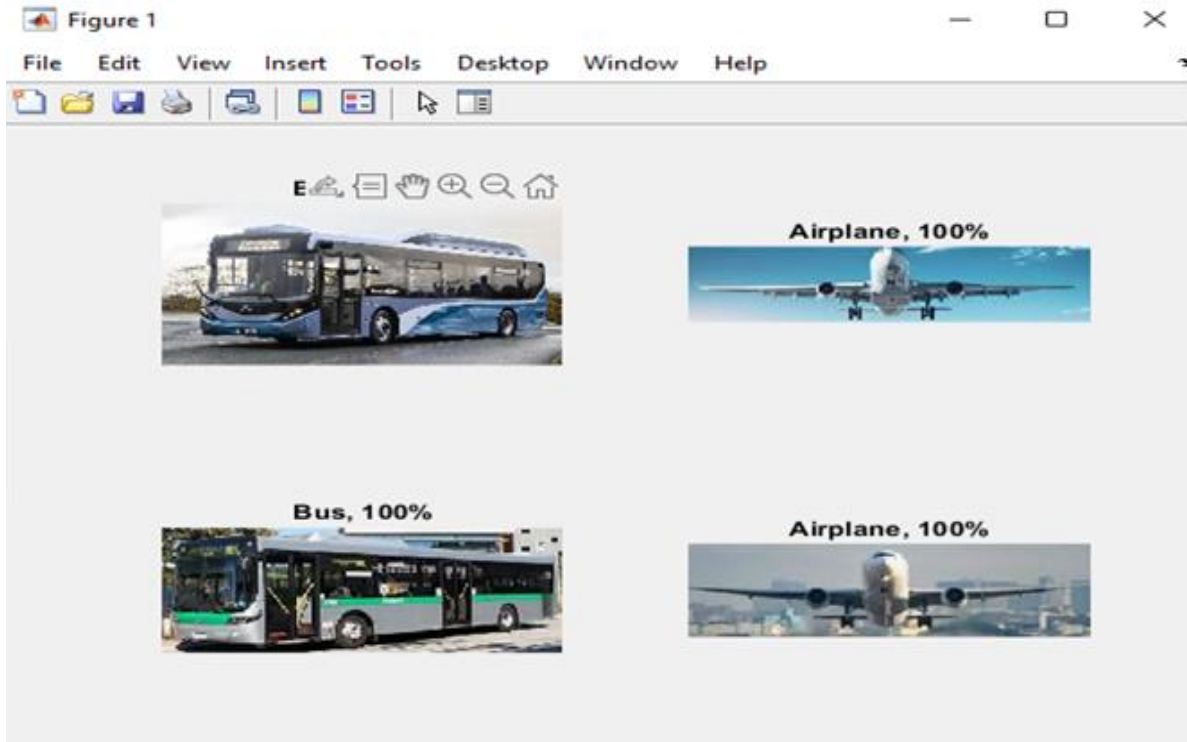 Figure 1
File Edit View Insert Tools Desktop Window Help
Airplane, 100%
Bus, 100%
Airplane, 100%